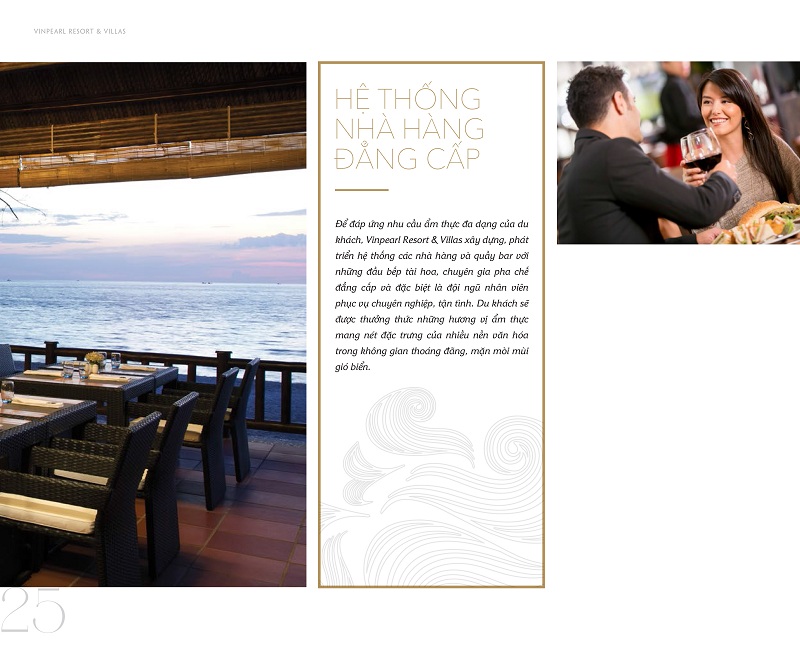 VINPEARL RESORT & VILLAS
HỆ THỐNG
NHÀ HÀNG
ĐẲNG CẤP
Để đáp ứng nhu cầu ẩm thực đa dạng của du
khách, Vinpearl Resort & Villas xây dựng, phát
triển hệ thống các nhà hàng và quầy bar với
những đầu bếp tài hoa, chuyên gia pha chế
đẳng cấp và đặc biệt là đội ngũ nhân viên
phục vụ chuyên nghiệp, tận tình. Du khách sẽ
được thưởng thức những hương vị ẩm thực
mang nét đặc trưng của nhiều nền văn hóa
trong không gian thoáng đãng, mặn mòi mùi
gió biển.
25